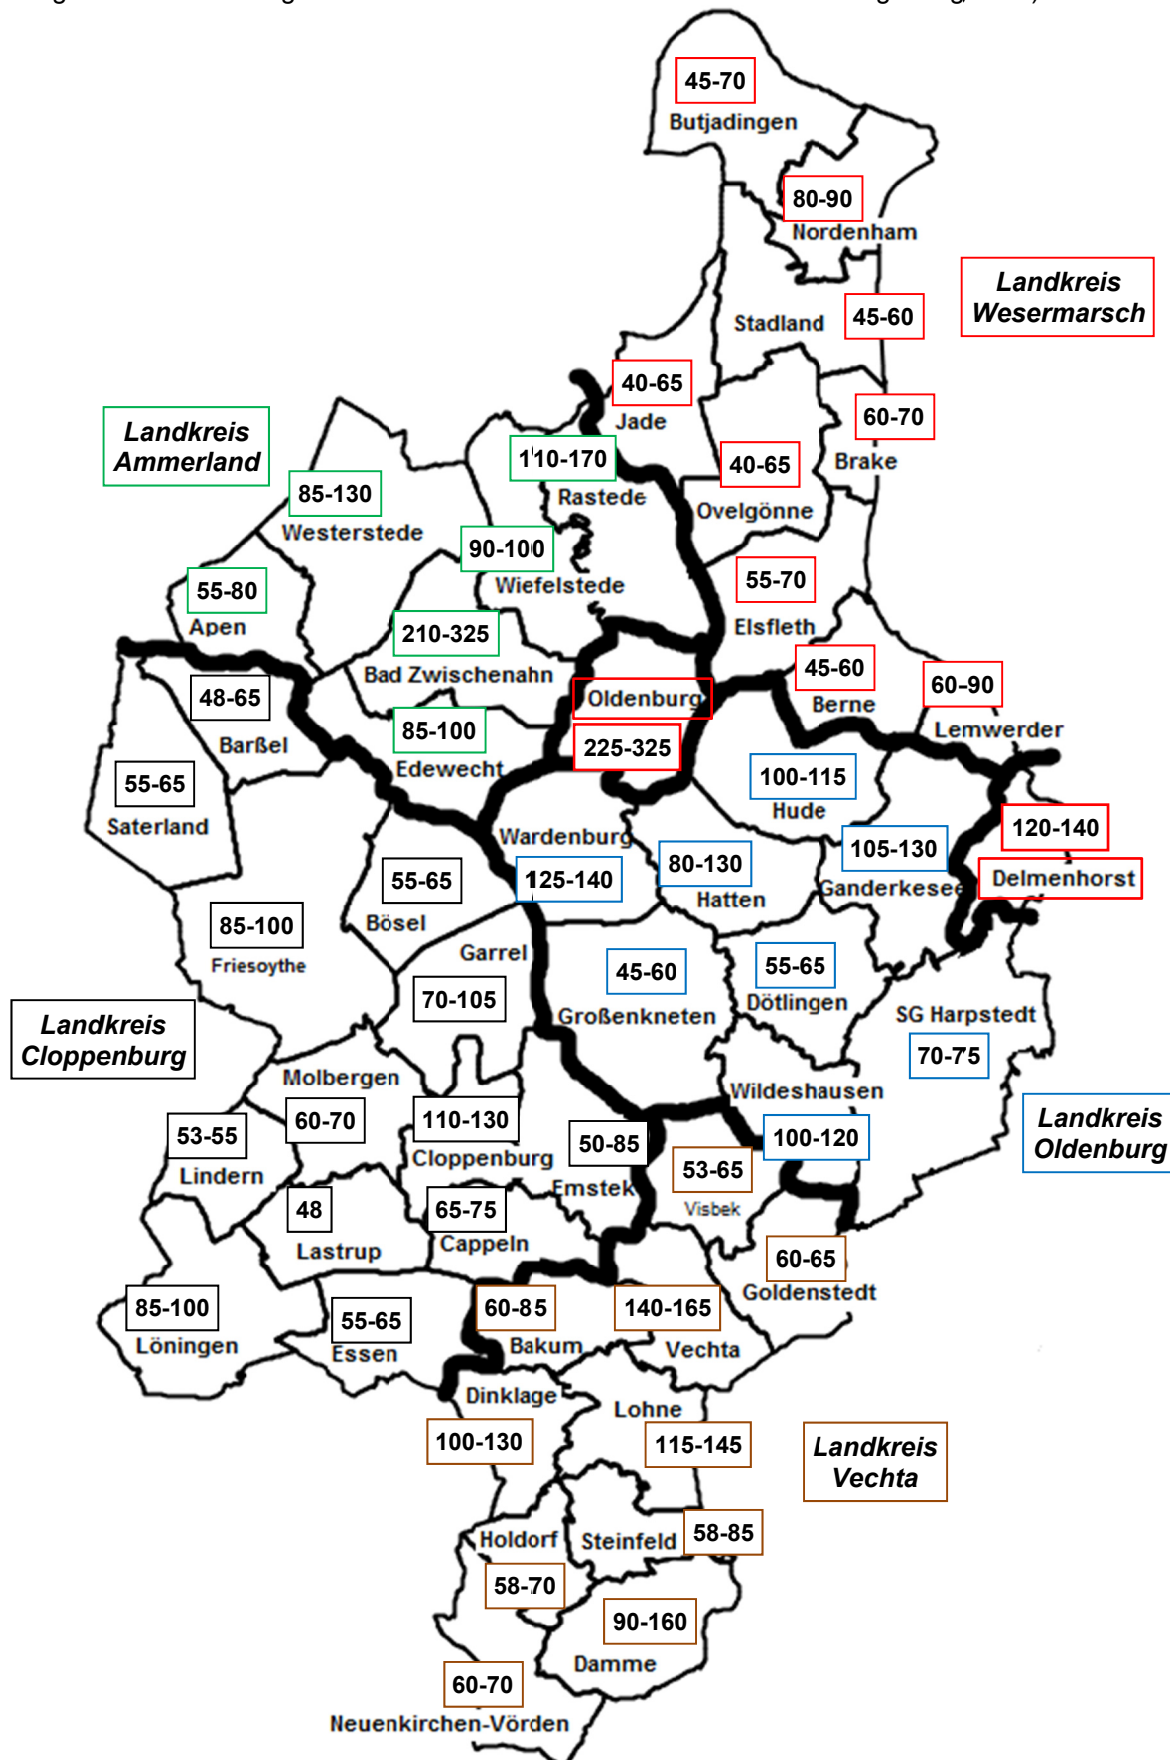 45-70
Butjadingen
80-90
Nordenham
Landkreis
Wesermarsch
Stadland
45-60
40-65
Jade
60-70
Brake
Landkreis
Ammerland
110-170
Rastede
40-65
Ovelgönne
85-130
Westerstede
90-100
Wiefelstede
55-70
Elsfleth
55-80
Apen
210-325
Bad Zwischenahn
45-60
Berne
60-90
Lemwerder
48-65
Barßel
Oldenburg
225-325
85-100
Edewecht
100-115
Hude
55-65
Saterland
120-140
Delmenhorst
Wardenburg
125-140
80-130
Hatten
105-130
Ganderkesee
55-65
Bösel
85-100
Friesoythe
Garrel
70-105
45-60
Großenkneten
55-65
Dötlingen
SG Harpstedt
70-75
Landkreis
Cloppenburg
Molbergen
60-70
Wildeshausen
100-120
Landkreis
Oldenburg
53-55
Lindern
110-130
Cloppenburg
50-85
Emstek
53-65
Visbek
48
Lastrup
65-75
Cappeln
60-65
Goldenstedt
85-100
Löningen
55-65
Essen
60-85
Bakum
140-165
Vechta
Dinklage
100-130
Lohne
115-145
Landkreis
Vechta
Holdorf
58-70
Steinfeld
58-85
90-160
Damme
60-70
Neuenkirchen-Vörden